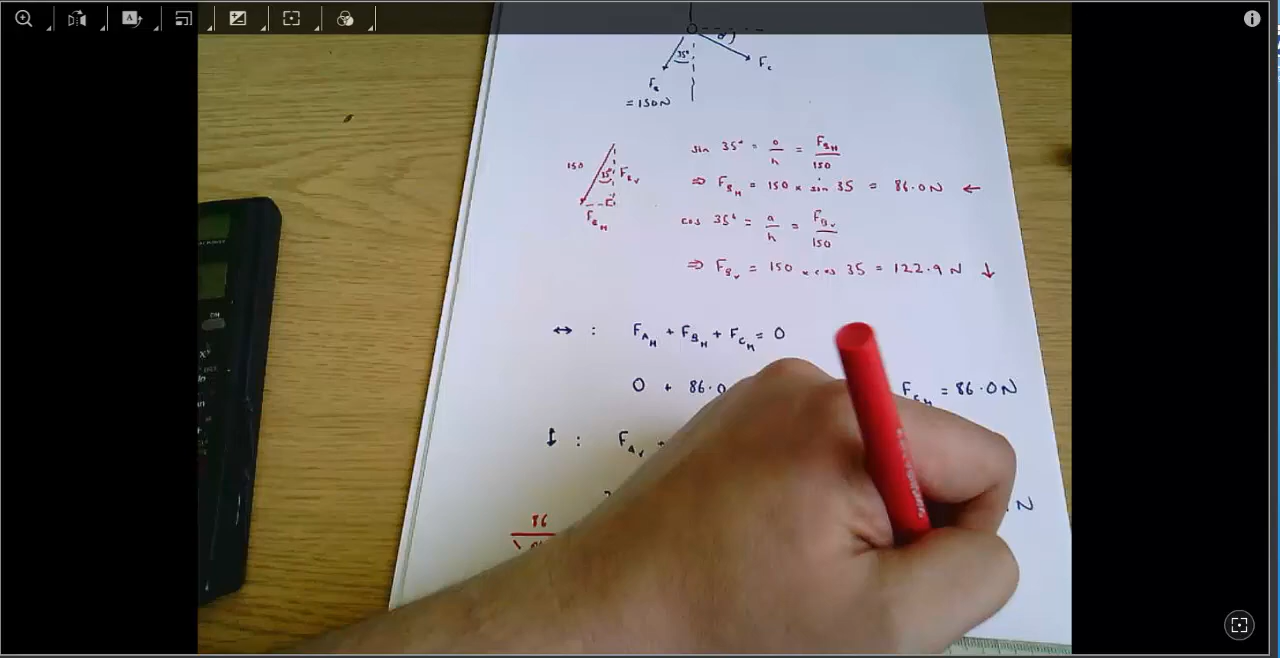 35°
α
F_C
F_B
= 150N
150
35°
F_Bv
F_BH
sin 35° = o/h = F_BH/150
⇒ F_BH = 150 × sin 35 = 86.0N ←
cos 35° = a/h = F_Bv/150
⇒ F_Bv = 150 × cos 35 = 122.9 N ↓
↔ : F_AH + F_BH + F_CH = 0
0 + 86.0 F_CH = 86.0N
↕ : F_Av +
N
86